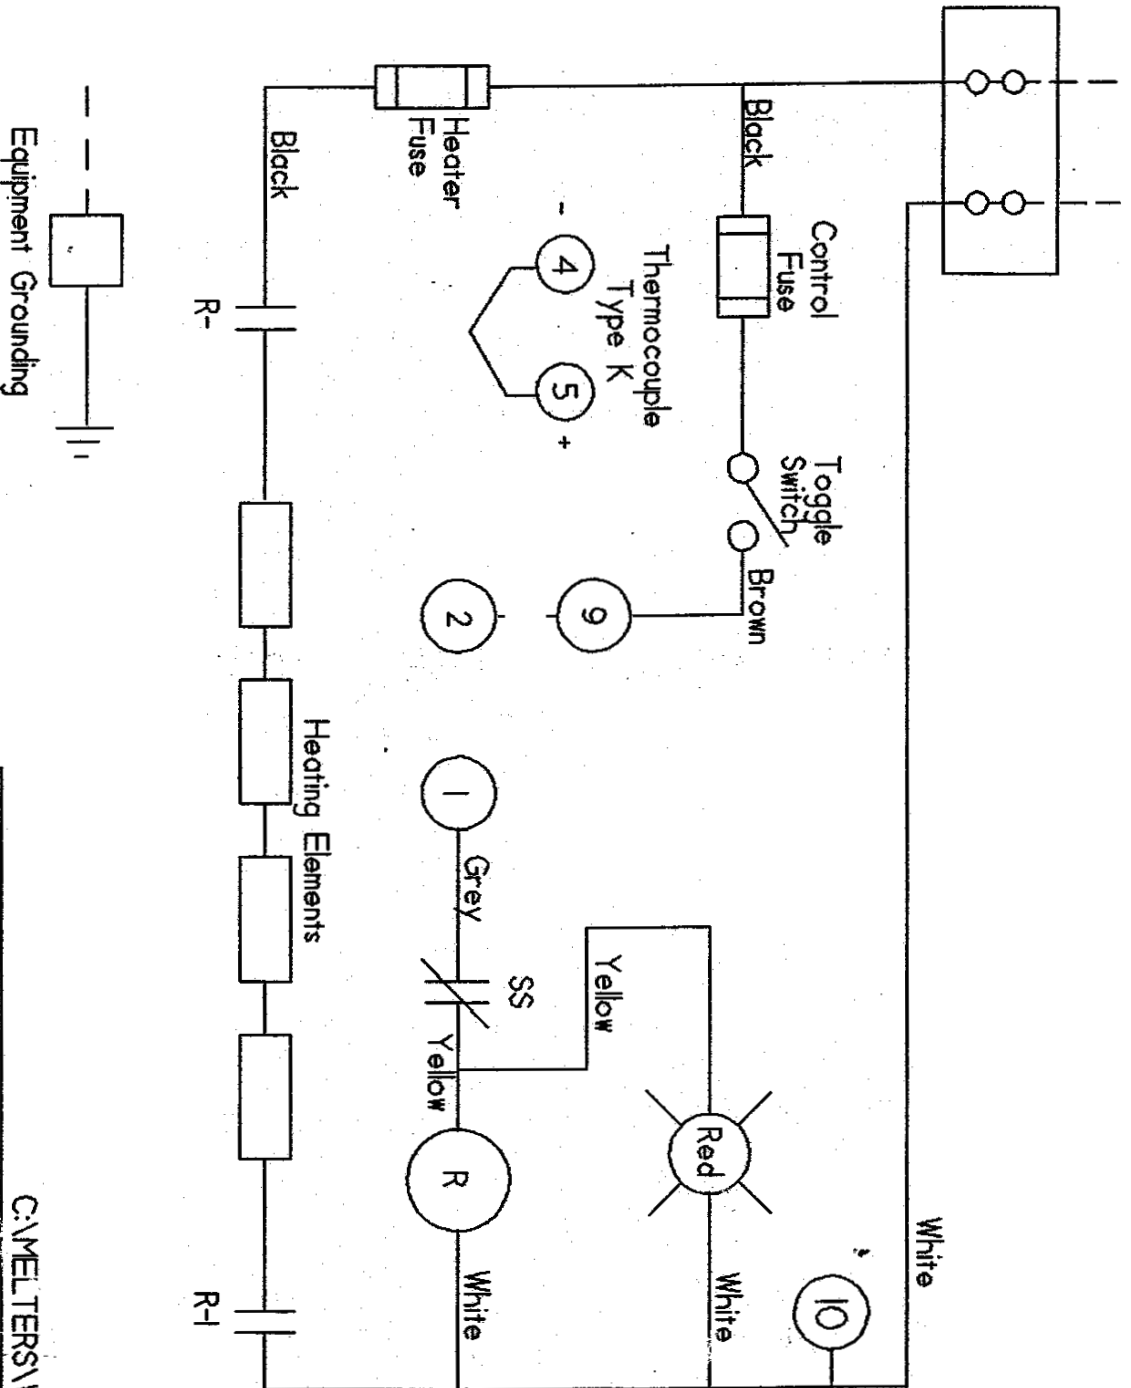 White
Control
Fuse
Toggle
Switch
10
Black
Brown
White
Red
Thermocouple
Type K
Yellow
9
- 4 5 +
SS
Heater
Fuse
Grey
White
2
1
R
Yellow
Heating Elements
Black
R-
R-1
Equipment Grounding
C:\MELTERS\